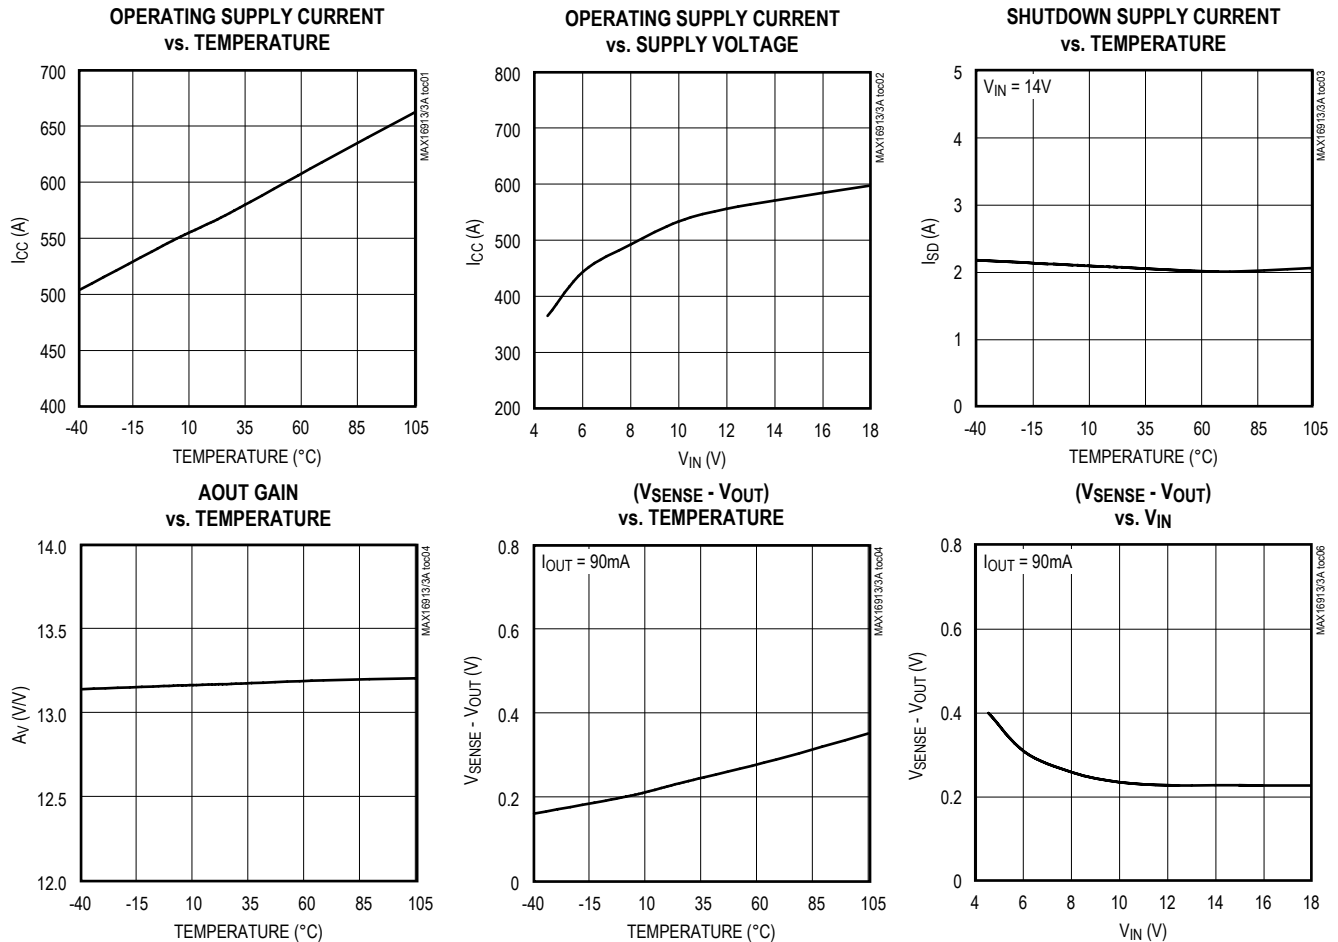 OPERATING SUPPLY CURRENT
vs. TEMPERATURE
700
650
600
550
500
450
400
ICC (A)
-40 -15 10 35 60 85 105
TEMPERATURE (°C)
MAX16913/3A toc01
OPERATING SUPPLY CURRENT
vs. SUPPLY VOLTAGE
800
700
600
500
400
300
200
ICC (A)
4 6 8 10 12 14 16 18
VIN (V)
MAX16913/3A toc02
SHUTDOWN SUPPLY CURRENT
vs. TEMPERATURE
VIN = 14V
5
4
3
2
1
0
ISD (A)
-40 -15 10 35 60 85 105
TEMPERATURE (°C)
MAX16913/3A toc03
AOUT GAIN
vs. TEMPERATURE
14.0
13.5
13.0
12.5
12.0
AV (V/V)
-40 -15 10 35 60 85 105
TEMPERATURE (°C)
MAX16913/3A toc04
(VSENSE - VOUT)
vs. TEMPERATURE
IOUT = 90mA
0.8
0.6
0.4
0.2
0
VSENSE - VOUT (V)
-40 -15 10 35 60 85 105
TEMPERATURE (°C)
MAX16913/3A toc04
(VSENSE - VOUT)
vs. VIN
IOUT = 90mA
0.8
0.6
0.4
0.2
0
VSENSE - VOUT (V)
4 6 8 10 12 14 16 18
VIN (V)
MAX16913/3A toc06